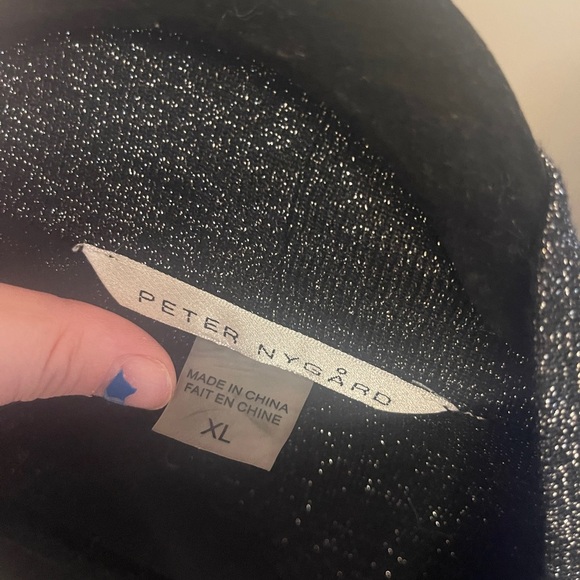 PETER NYGÅRD
MADE IN CHINA
FAIT EN CHINE
XL